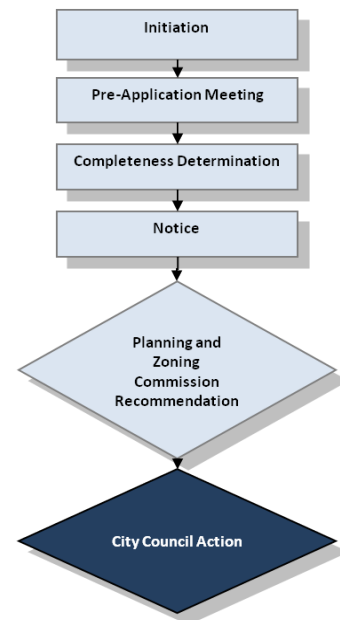 Initiation
Pre-Application Meeting
Completeness Determination
Notice
Planning and
Zoning
Commission
Recommendation
City Council Action